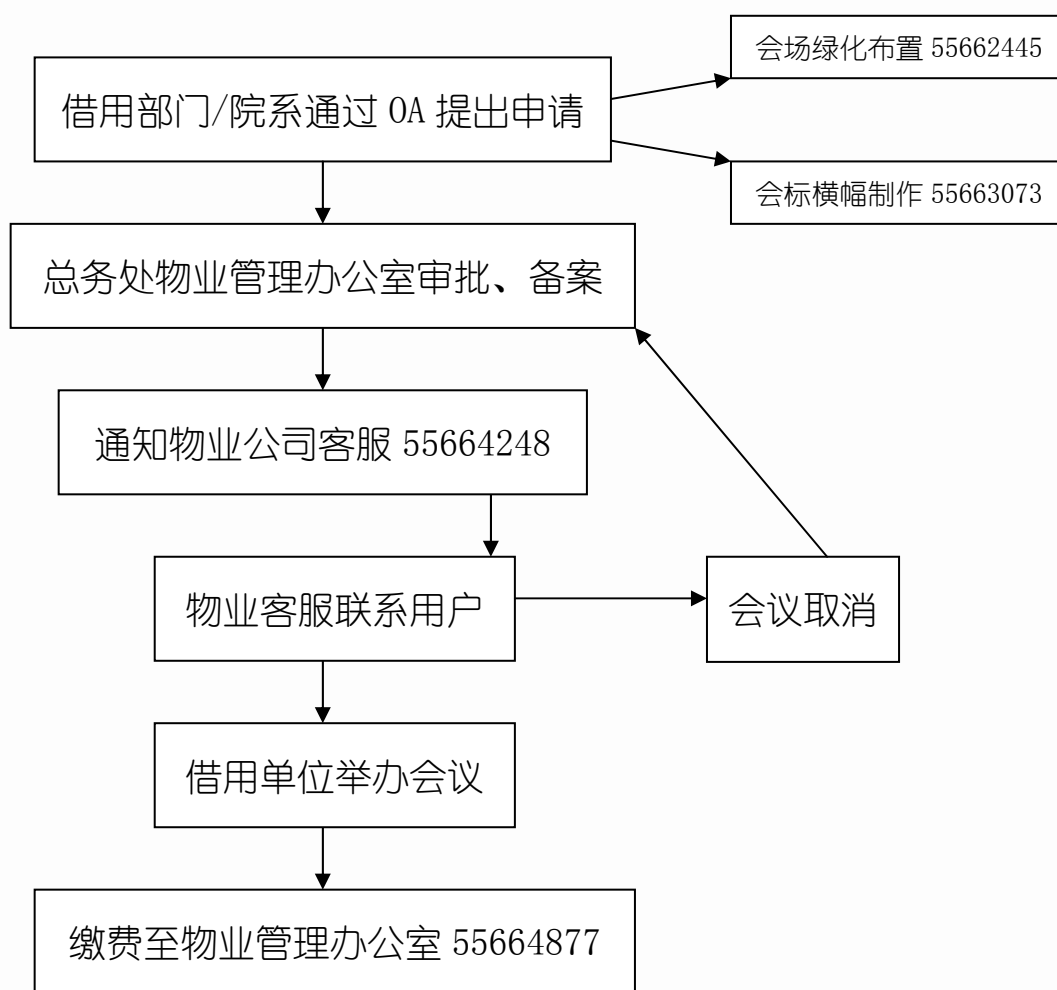 会场绿化布置 55662445
借用部门/院系通过 OA 提出申请
会标横幅制作 55663073
总务处物业管理办公室审批、备案
通知物业公司客服 55664248
物业客服联系用户
会议取消
借用单位举办会议
缴费至物业管理办公室 55664877